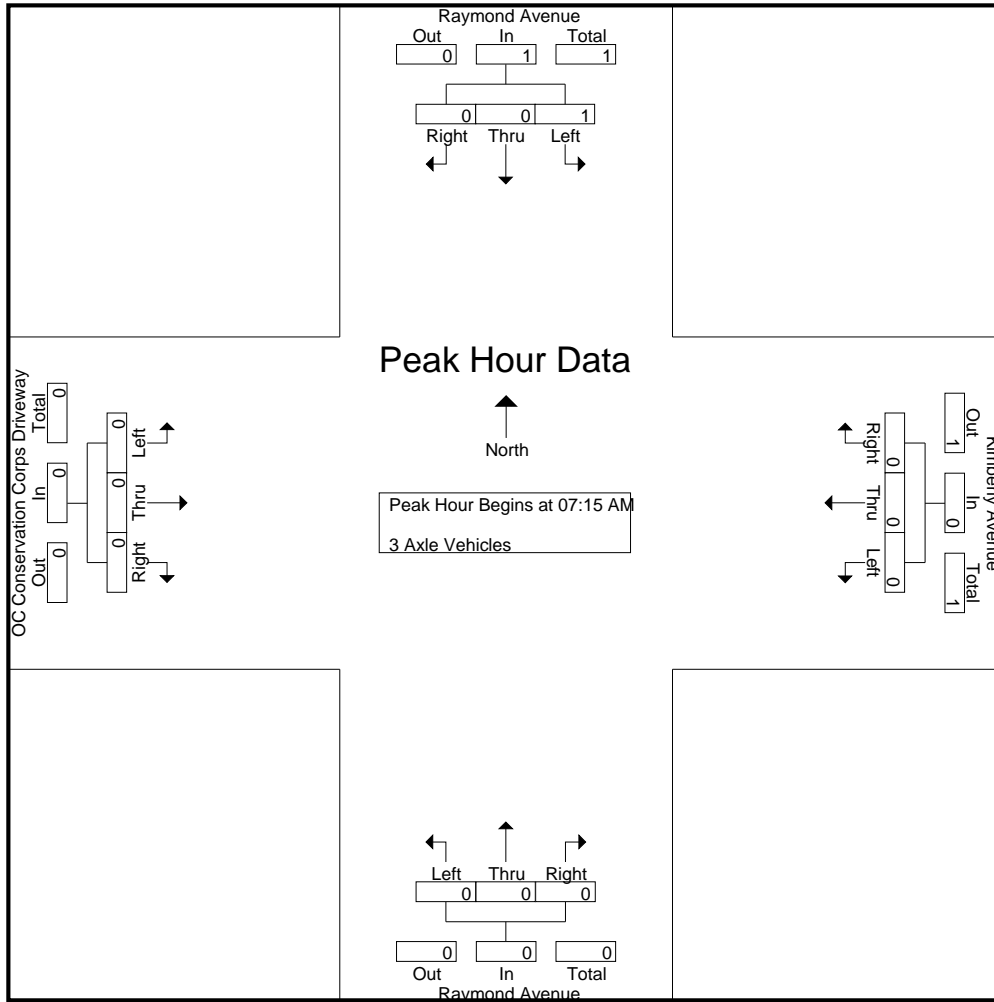 Raymond Avenue
Out In Total
0 1 1
0 0 1
Right Thru Left
Peak Hour Data
North
Peak Hour Begins at 07:15 AM
3 Axle Vehicles
OC Conservation Corps Driveway
Out In Total
0 0 0
Right Thru Left
0 0 0
Kimberly Avenue
Out In Total
1 0 1
Right Thru Left
0 0 0
Left Thru Right
0 0 0
0 0 0
Out In Total
Raymond Avenue